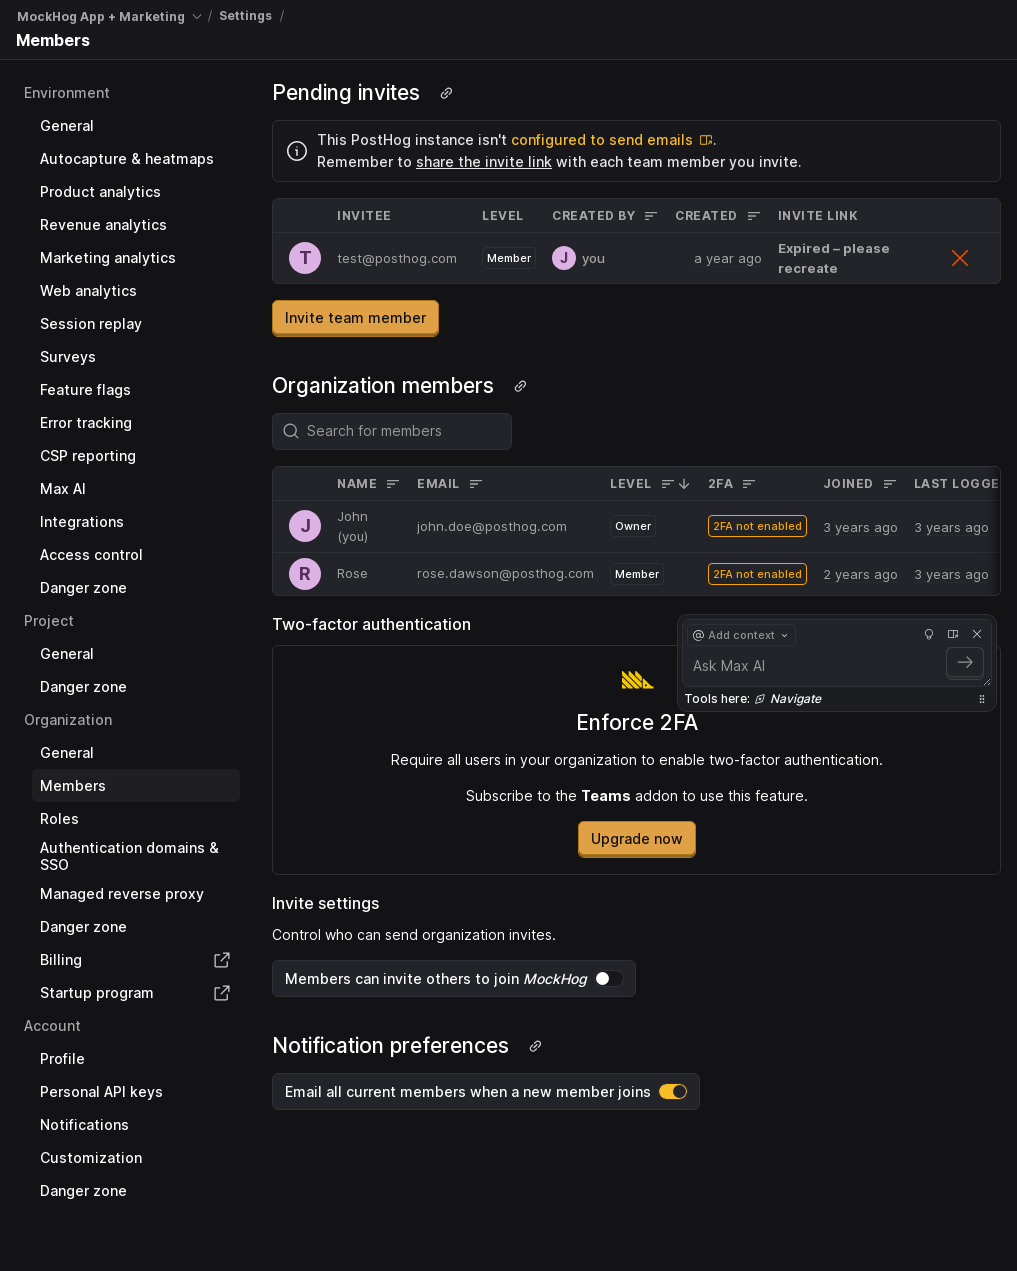 MockHog App + Marketing / Settings /
Members
Environment
General
Autocapture & heatmaps
Product analytics
Revenue analytics
Marketing analytics
Web analytics
Session replay
Surveys
Feature flags
Error tracking
CSP reporting
Max AI
Integrations
Access control
Danger zone
Project
General
Danger zone
Organization
General
Members
Roles
Authentication domains &
SSO
Managed reverse proxy
Danger zone
Billing
Startup program
Account
Profile
Personal API keys
Notifications
Customization
Danger zone
Pending invites
This PostHog instance isn't configured to send emails.
Remember to share the invite link with each team member you invite.
INVITEE LEVEL CREATED BY CREATED INVITE LINK
T test@posthog.com Member J you a year ago Expired – please
recreate
Invite team member
Organization members
Search for members
NAME EMAIL LEVEL 2FA JOINED LAST LOGGE
J John
(you) john.doe@posthog.com Owner 2FA not enabled 3 years ago 3 years ago
R Rose rose.dawson@posthog.com Member 2FA not enabled 2 years ago 3 years ago
Two-factor authentication
@ Add context
Ask Max AI
Tools here: Navigate
Enforce 2FA
Require all users in your organization to enable two-factor authentication.
Subscribe to the Teams addon to use this feature.
Upgrade now
Invite settings
Control who can send organization invites.
Members can invite others to join MockHog
Notification preferences
Email all current members when a new member joins